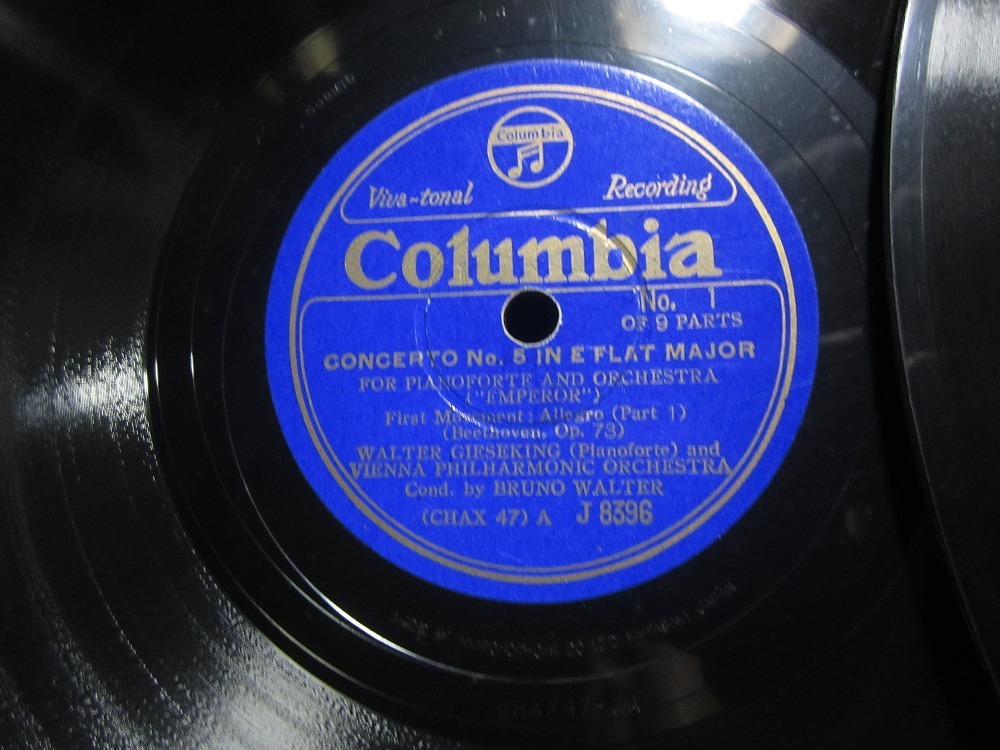 Columbia
Viva-tonal Recording
Columbia
No. 1
OF 9 PARTS
CONCERTO No. 5 IN E FLAT MAJOR
FOR PIANOFORTE AND ORCHESTRA
("EMPEROR")
First Movement: Allegro (Part 1)
(Beethoven, Op. 73)
WALTER GIESEKING (Pianoforte) and
VIENNA PHILHARMONIC ORCHESTRA
Cond. by BRUNO WALTER
(CHAX 47) A J 8396
CHAX47-2A